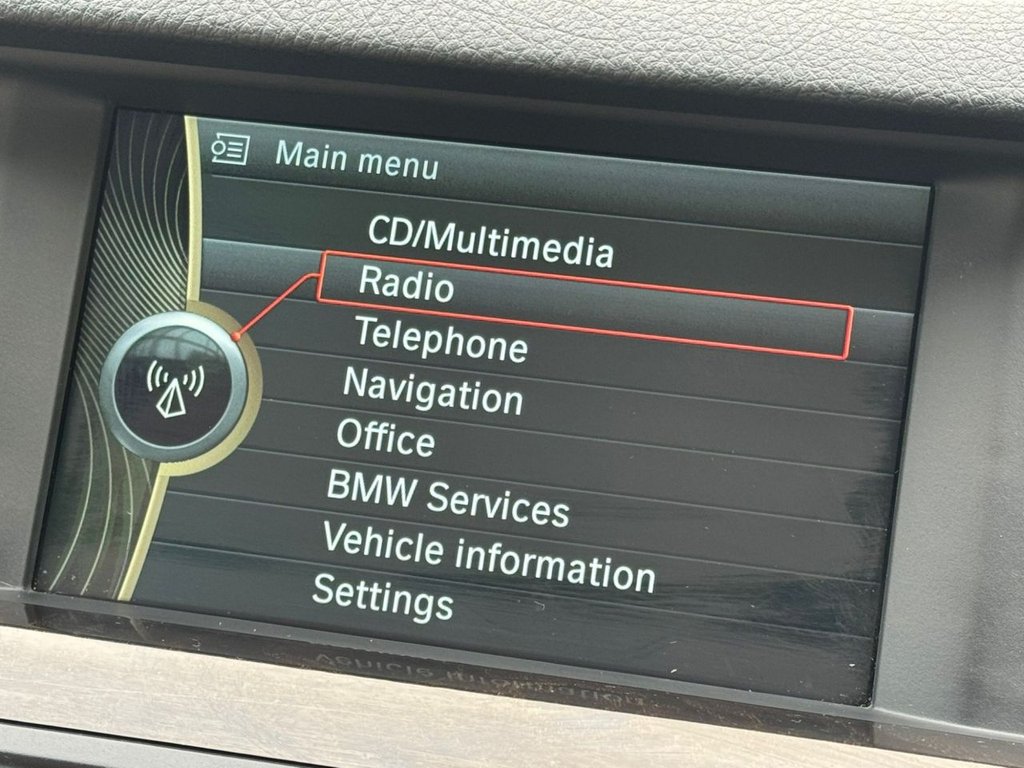 Main menu
CD/Multimedia
Radio
Telephone
Navigation
Office
BMW Services
Vehicle information
Settings